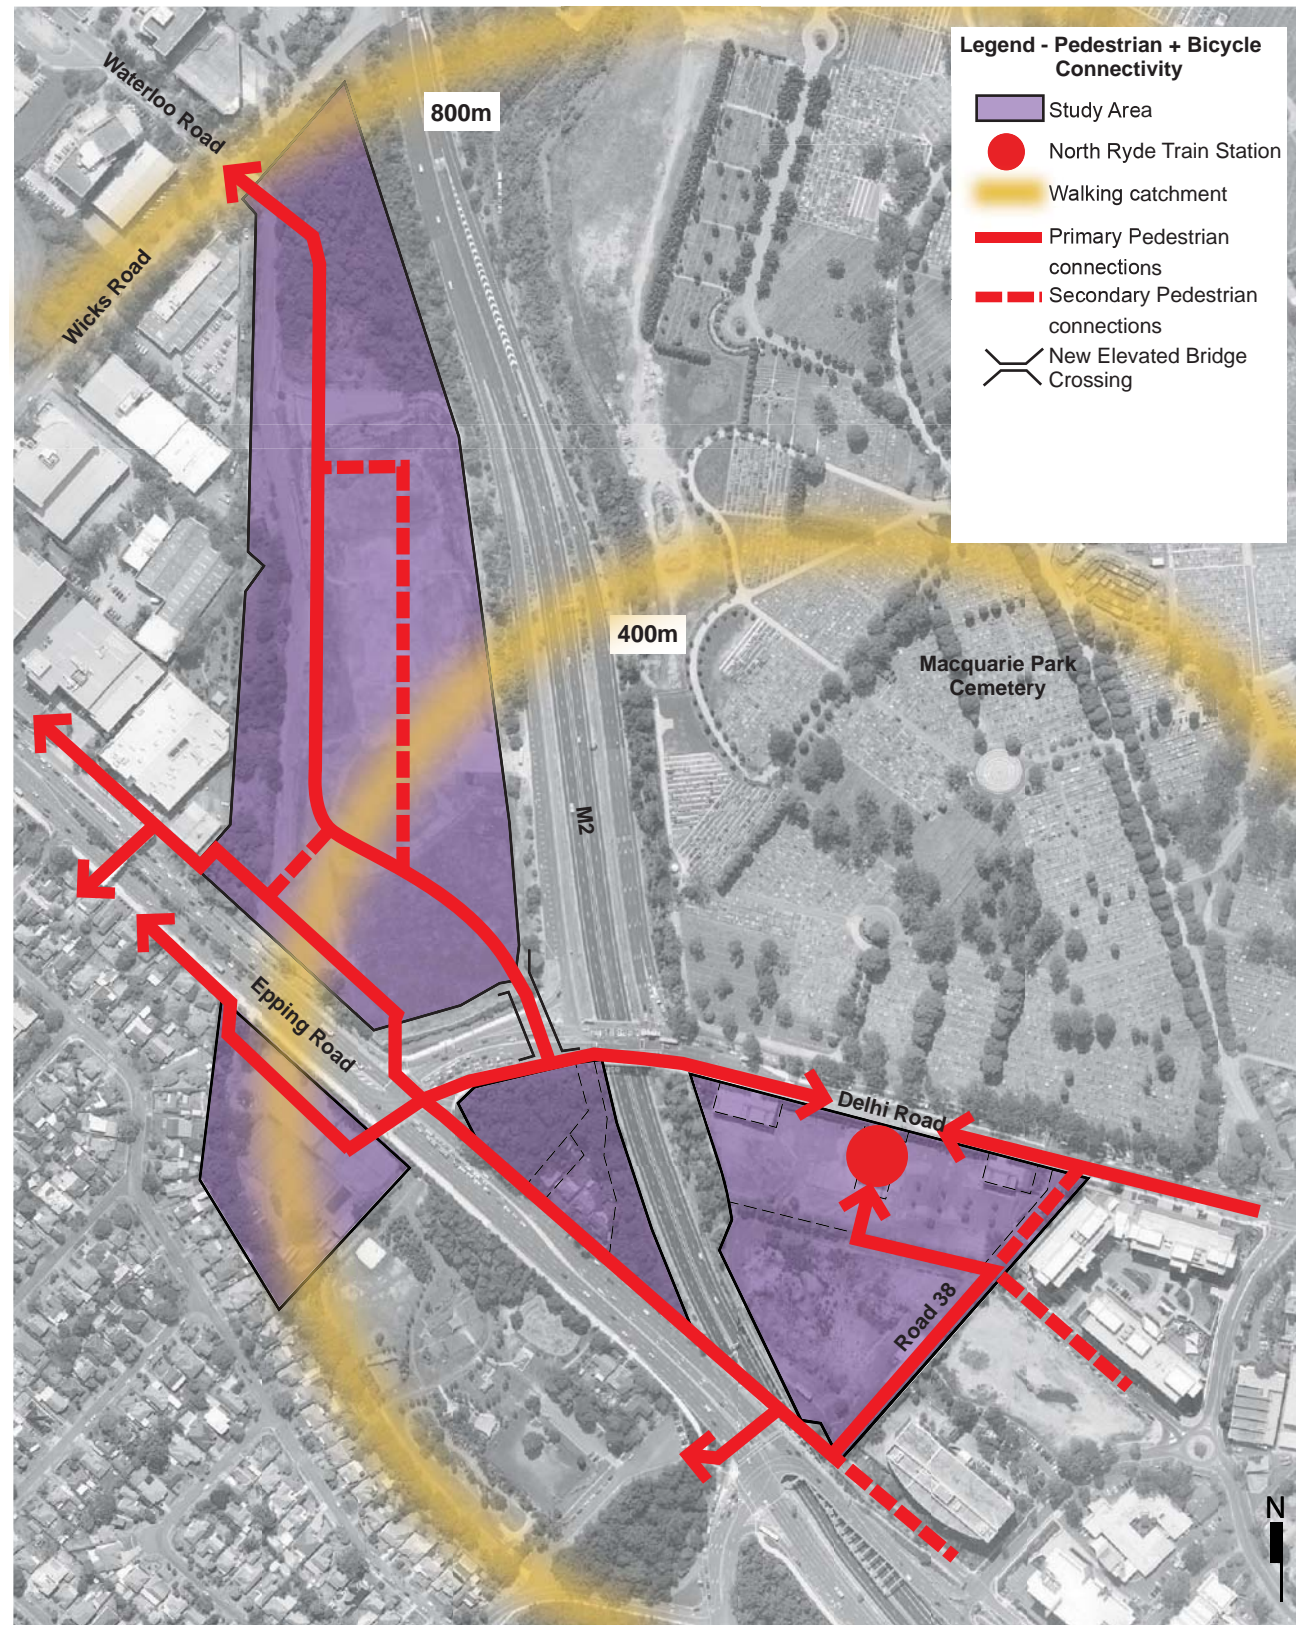 Legend - Pedestrian + Bicycle
Connectivity
Study Area
North Ryde Train Station
Walking catchment
Primary Pedestrian
connections
Secondary Pedestrian
connections
New Elevated Bridge
Crossing
Waterloo Road
800m
Wicks Road
400m
Macquarie Park
Cemetery
M2
Epping Road
Delhi Road
Road 38
N